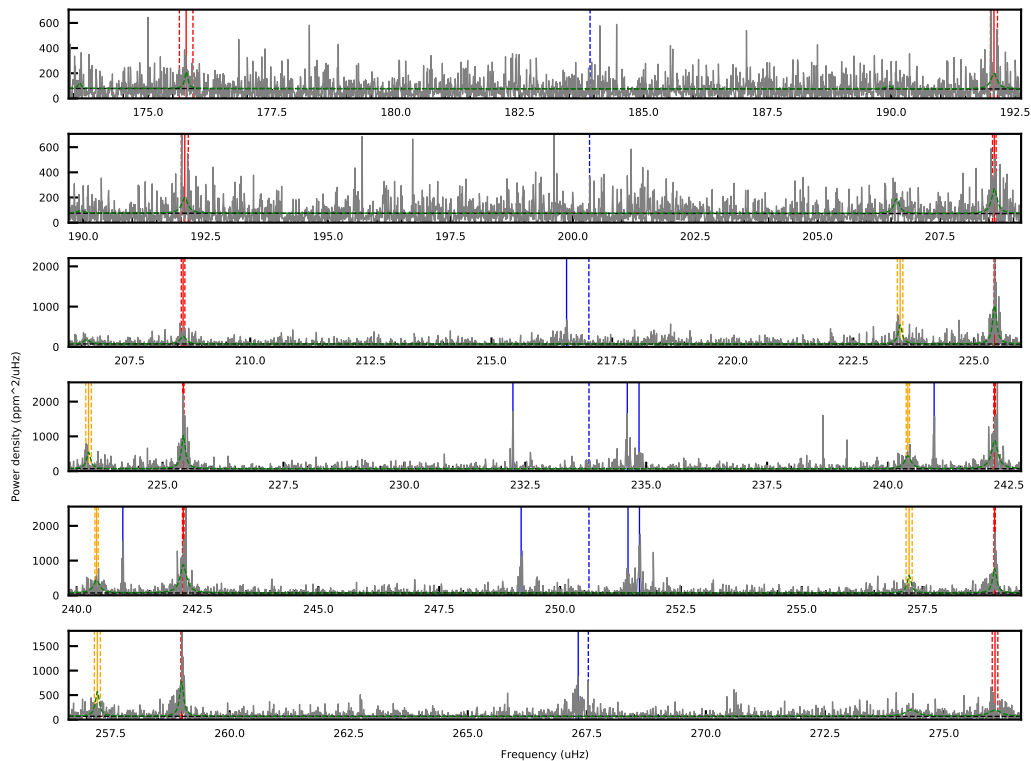 600
400
200
0
175.0 177.5 180.0 182.5 185.0 187.5 190.0 192.5
600
400
200
0
190.0 192.5 195.0 197.5 200.0 202.5 205.0 207.5
2000
1000
0
207.5 210.0 212.5 215.0 217.5 220.0 222.5 225.0
Power density (ppm^2/uHz)
2000
1000
0
225.0 227.5 230.0 232.5 235.0 237.5 240.0 242.5
2000
1000
0
240.0 242.5 245.0 247.5 250.0 252.5 255.0 257.5
1500
1000
500
0
257.5 260.0 262.5 265.0 267.5 270.0 272.5 275.0
Frequency (uHz)